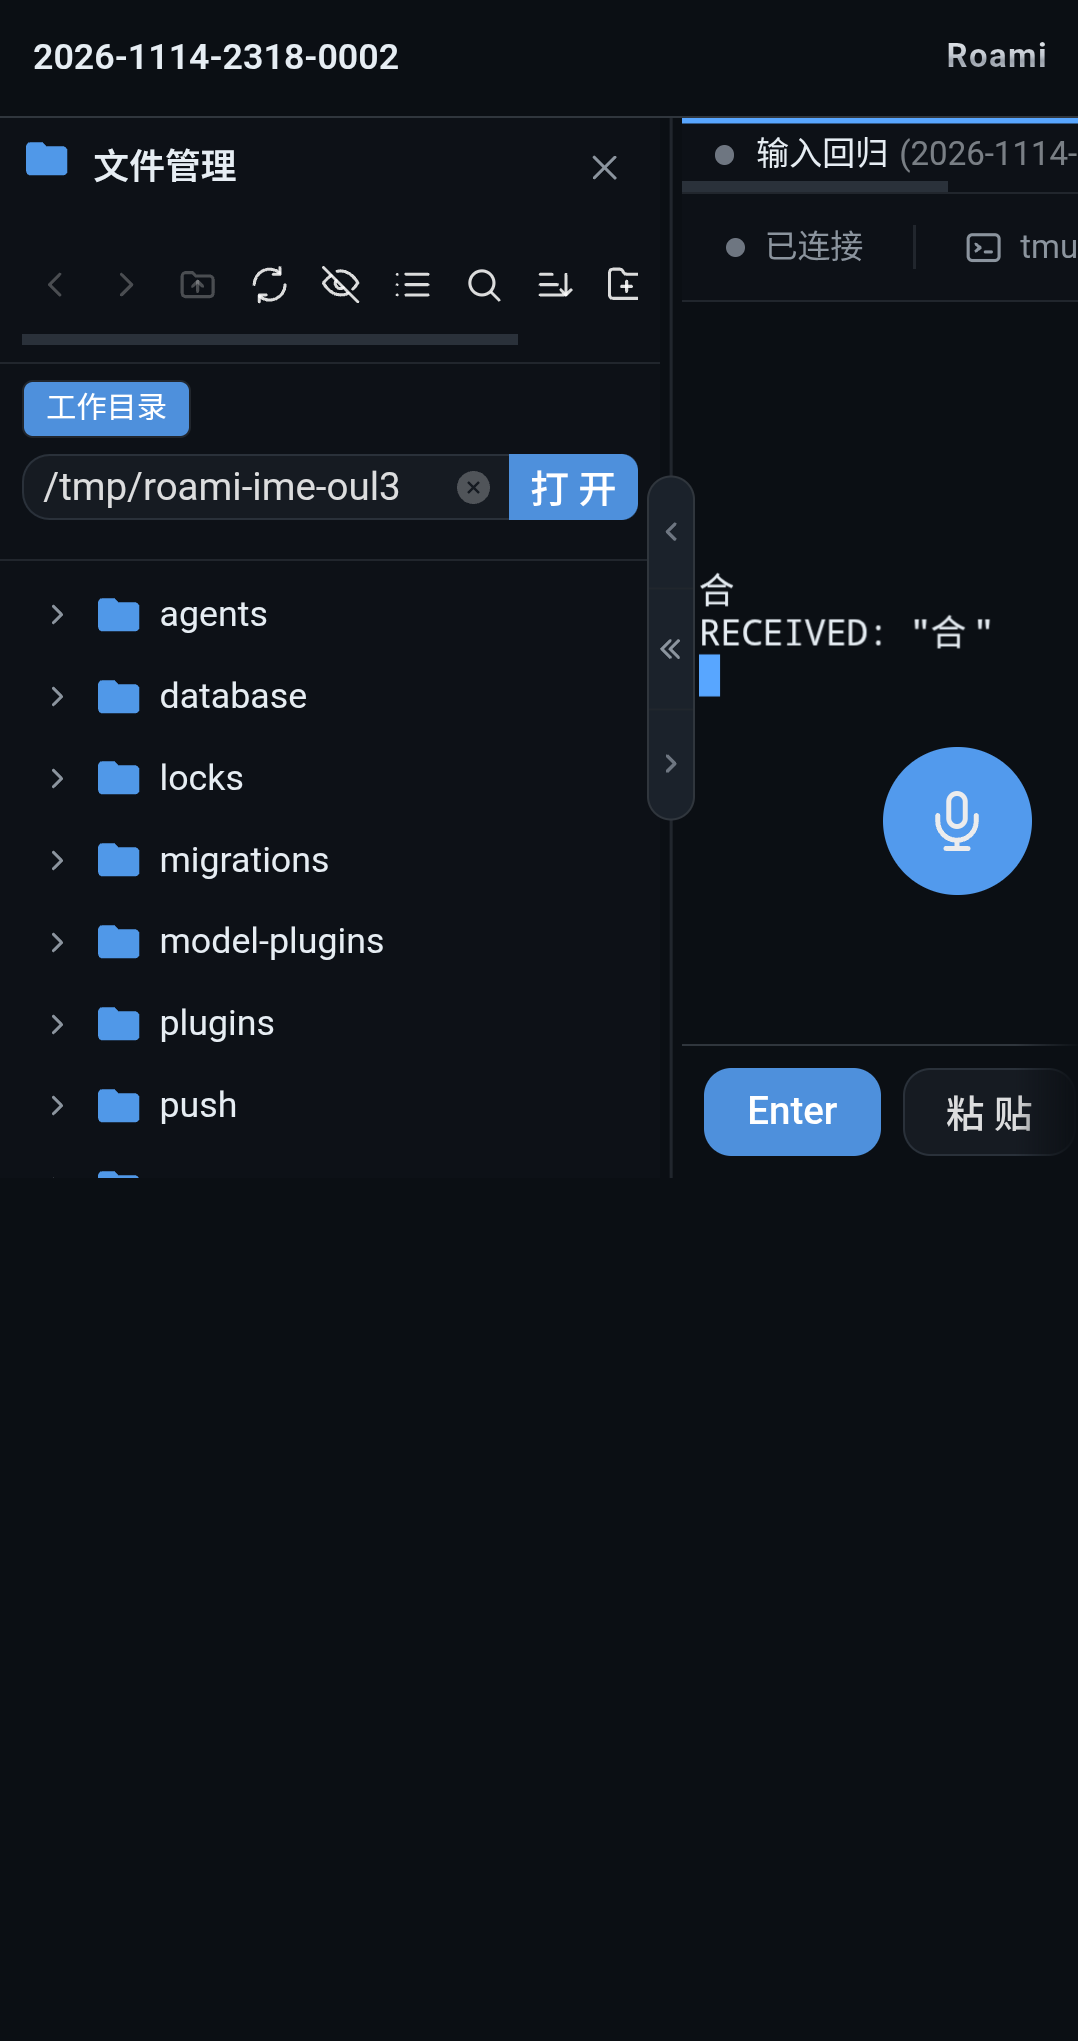 2026-1114-2318-0002
Roami
文件管理
工作目录
/tmp/roami-ime-oul3
打开
agents
database
locks
migrations
model-plugins
plugins
push
输入回归 (2026-1114-
已连接
tmu
合
RECEIVED: "合"
Enter
粘贴